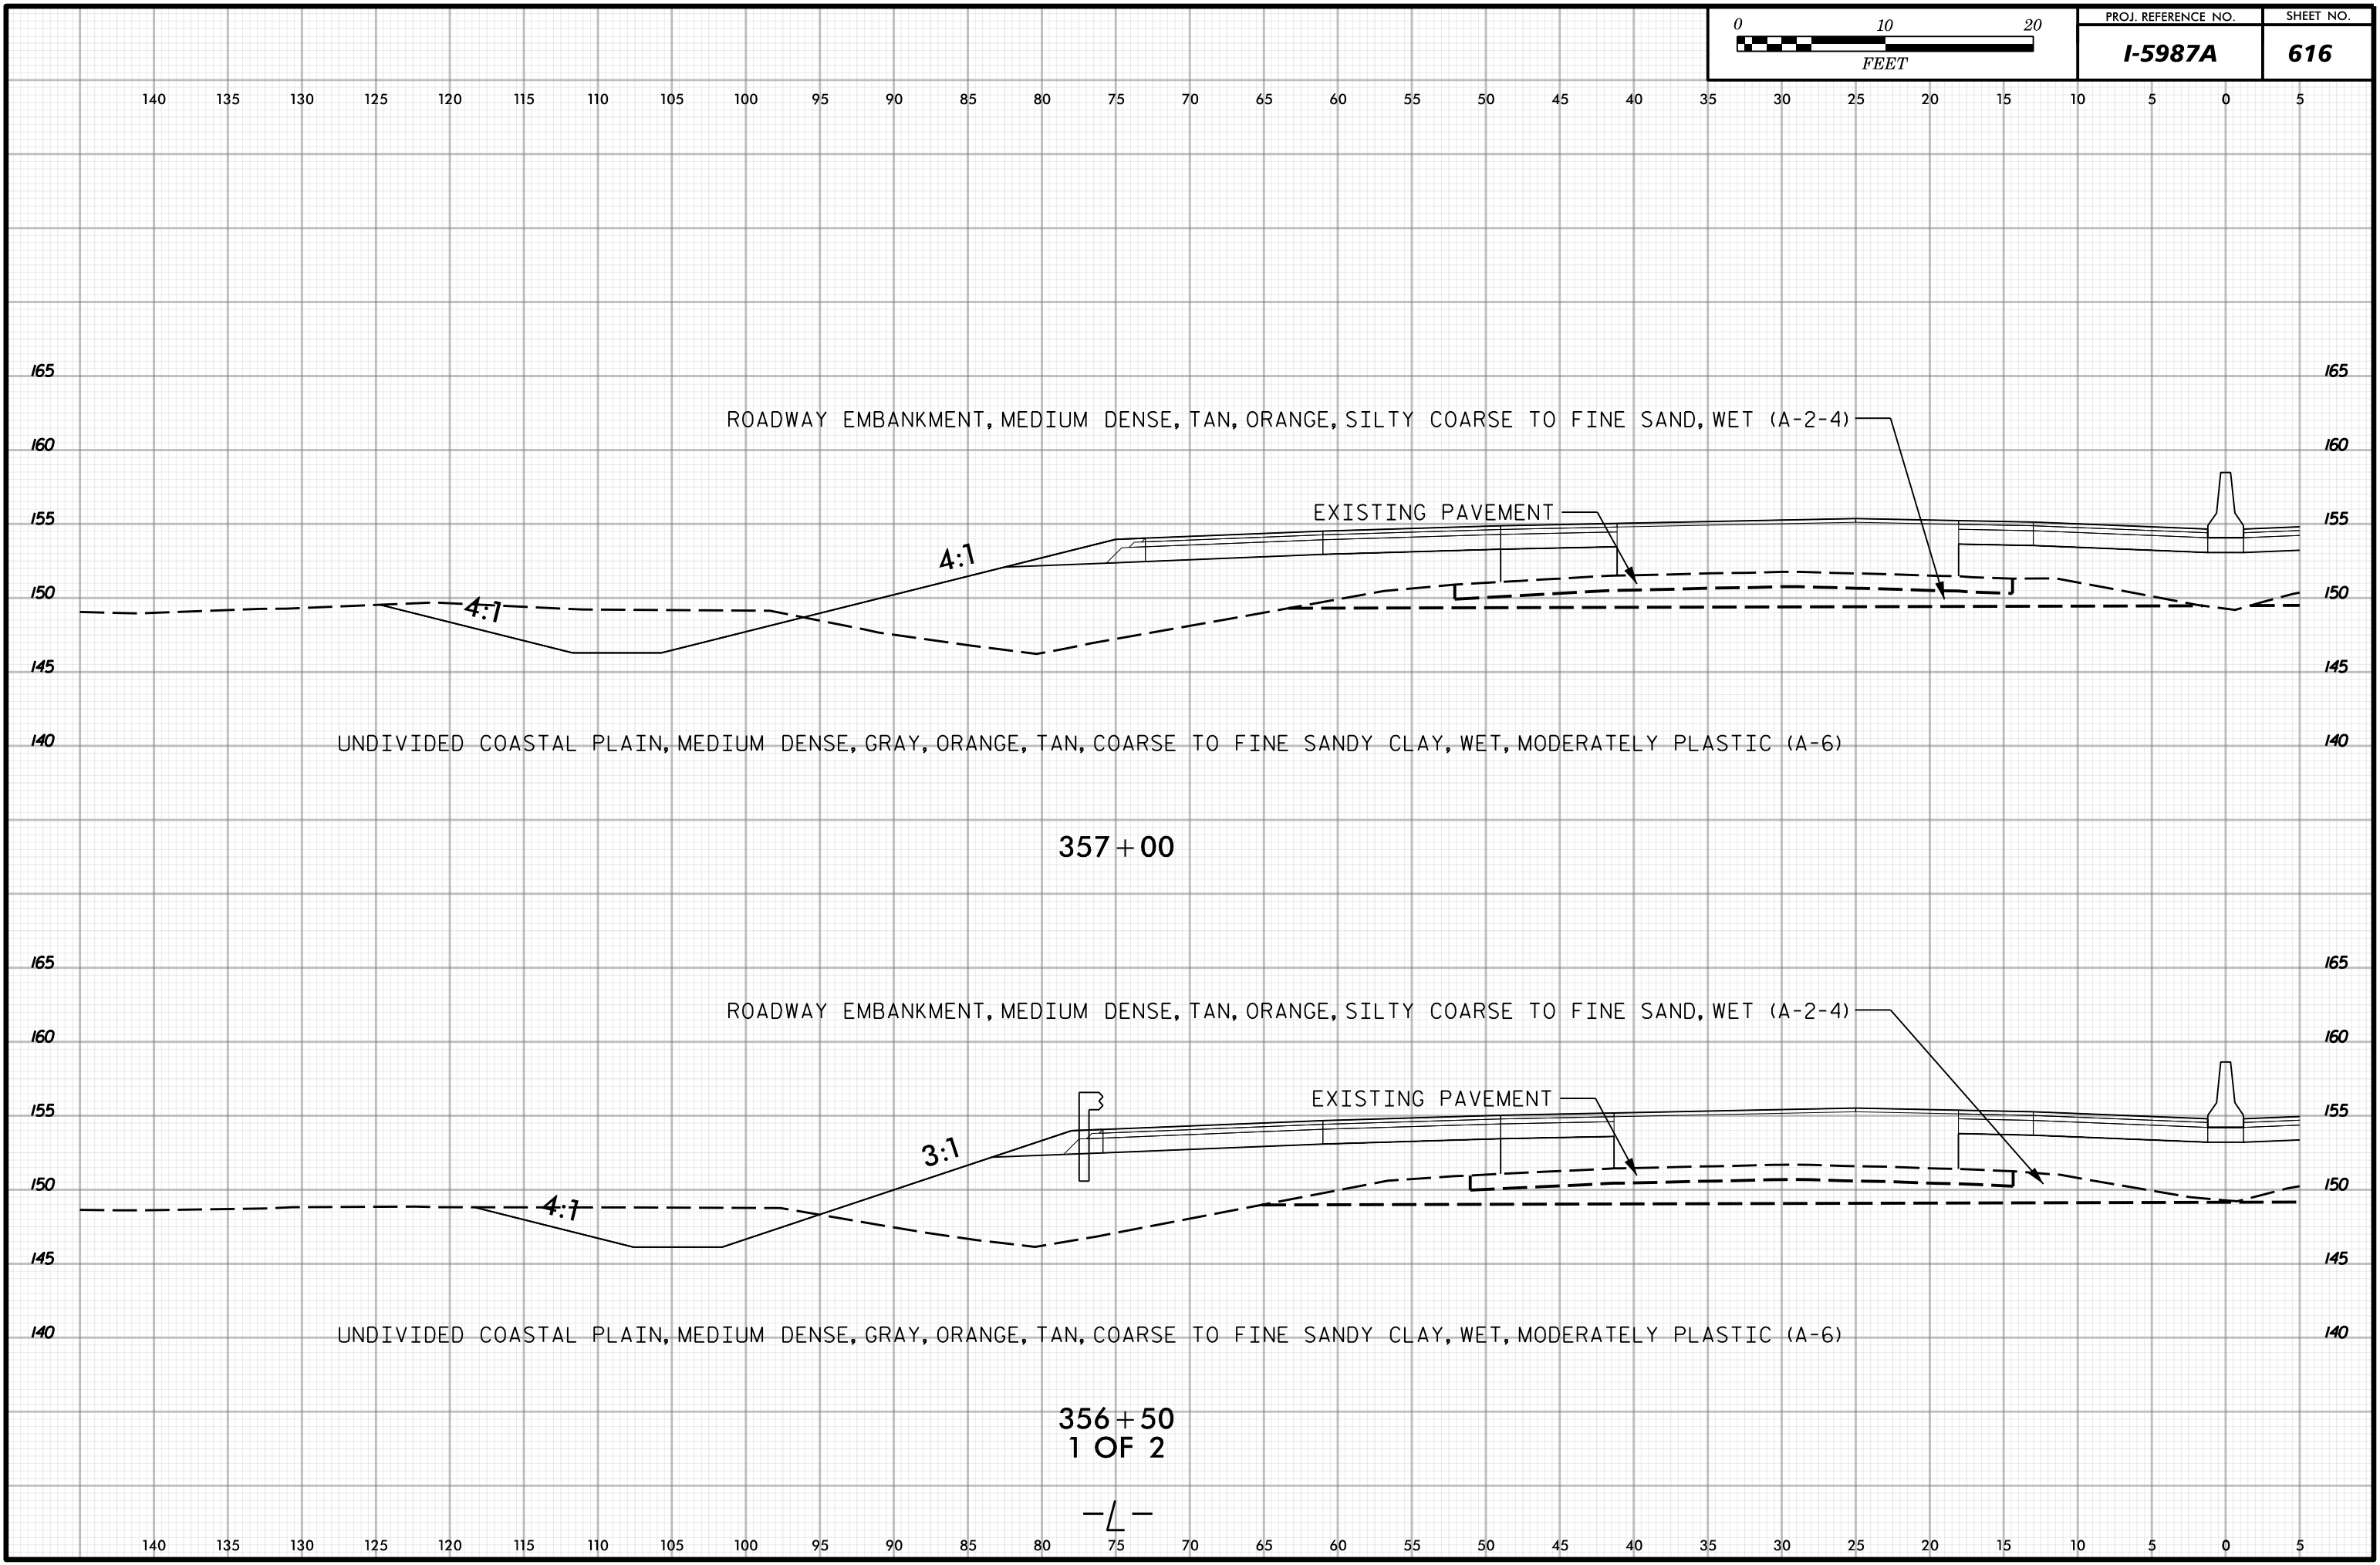 0 10 20
FEET
PROJ. REFERENCE NO.
SHEET NO.
I-5987A
616
140 135 130 125 120 115 110 105 100 95 90 85 80 75 70 65 60 55 50 45 40 35 30 25 20 15 10 5 0 5
165 165
ROADWAY EMBANKMENT, MEDIUM DENSE, TAN, ORANGE, SILTY COARSE TO FINE SAND, WET (A-2-4)
160 160
EXISTING PAVEMENT
155 155
4:1
150 150
4:1
145 145
140 140
UNDIVIDED COASTAL PLAIN, MEDIUM DENSE, GRAY, ORANGE, TAN, COARSE TO FINE SANDY CLAY, WET, MODERATELY PLASTIC (A-6)
357+00
165 165
ROADWAY EMBANKMENT, MEDIUM DENSE, TAN, ORANGE, SILTY COARSE TO FINE SAND, WET (A-2-4)
160 160
EXISTING PAVEMENT
155 155
3:1
150 150
4:1
145 145
140 140
UNDIVIDED COASTAL PLAIN, MEDIUM DENSE, GRAY, ORANGE, TAN, COARSE TO FINE SANDY CLAY, WET, MODERATELY PLASTIC (A-6)
356+50
1 OF 2
-L-
140 135 130 125 120 115 110 105 100 95 90 85 80 75 70 65 60 55 50 45 40 35 30 25 20 15 10 5 0 5